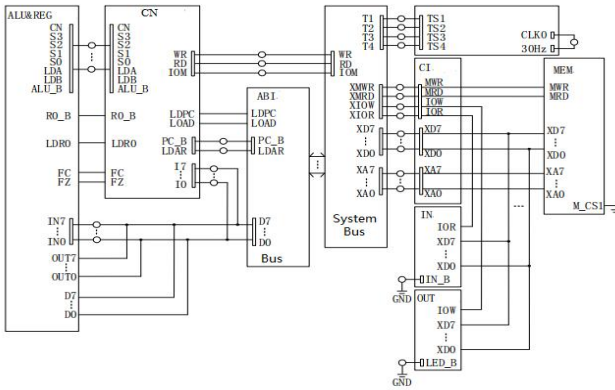 ALU&REG
CN
S3
S2
S1
S0
LDA
LDB
ALU_B
R0_B
LDR0
FC
FZ
IN7
IN0
OUT7
OUT0
D7
D0
CN
CN
S3
S2
S1
S0
LDA
LDB
ALU_B
R0_B
LDR0
FC
FZ
WR
RD
IOM
LDPC
LOAD
PC_B
LDAR
I7
I0
ABI
LDPC
LOAD
PC_B
LDAR
D7
D0
Bus
T1
T2
T3
T4
WR
RD
IOM
XMWR
XMRD
XIOW
XIOR
XD7
XD0
XA7
XA0
System
Bus
TS1
TS2
TS3
TS4
CLK0
30Hz
CI
MWR
MRD
IOW
IOR
XD7
XD0
XA7
XA0
MEM
MWR
MRD
XD7
XD0
XA7
XA0
M_CS1
IN
IOR
XD7
XD0
IN_B
GND
OUT
IOW
XD7
XD0
LED_B
GND